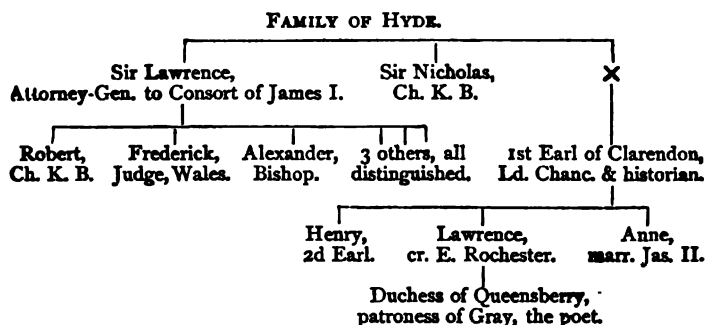 FAMILY OF HYDE.
Sir Lawrence, Sir Nicholas, X
Attorney-Gen. to Consort of James I. Ch. K. B.
Robert, Frederick, Alexander, 3 others, all 1st Earl of Clarendon,
Ch. K. B. Judge, Wales. Bishop. distinguished. Ld. Chanc. & historian.
Henry, Lawrence, Anne,
2d Earl. cr. E. Rochester. marr. Jas. II.
Duchess of Queensberry,
patroness of Gray, the poet.